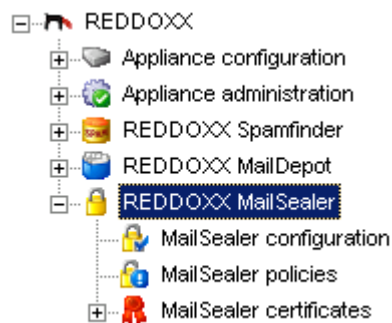 REDDOXX
Appliance configuration
Appliance administration
REDDOXX Spamfinder
REDDOXX MailDepot
REDDOXX MailSealer
MailSealer configuration
MailSealer policies
MailSealer certificates